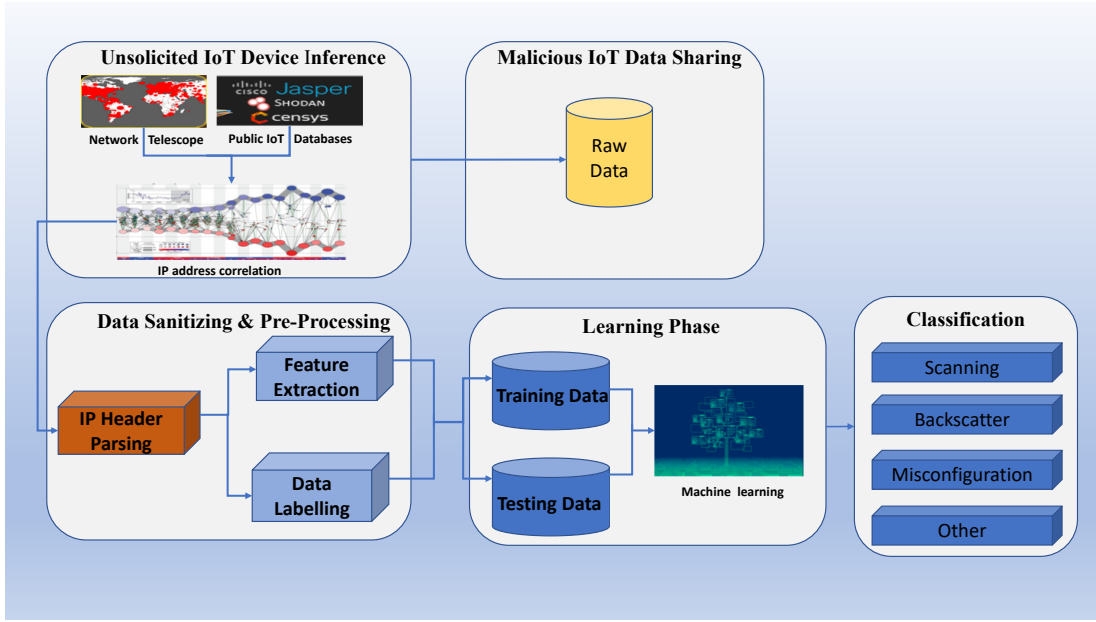 Unsolicited IoT Device Inference
CISCO Jasper
SHODAN
censys
Network Telescope
Public IoT Databases
IP address correlation
Malicious IoT Data Sharing
Raw
Data
Data Sanitizing & Pre-Processing
IP Header
Parsing
Feature
Extraction
Data
Labelling
Learning Phase
Training Data
Testing Data
Machine learning
Classification
Scanning
Backscatter
Misconfiguration
Other